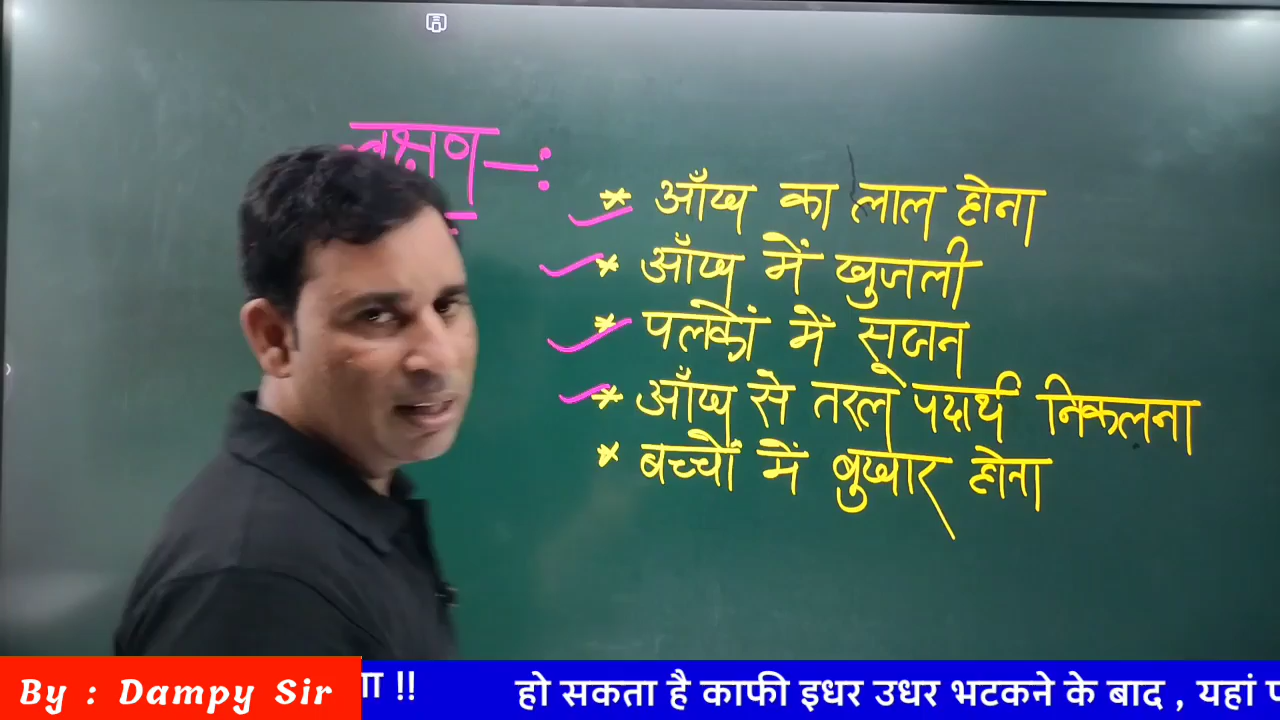 लक्षण —:
* आँख का लाल होना
* आँख में खुजली
* पलकों में सूजन
* आँख से तरल पदार्थ निकलना
* बच्चों में बुखार होना
By : Dampy Sir
!! हो सकता है काफी इधर उधर भटकने के बाद , यहां